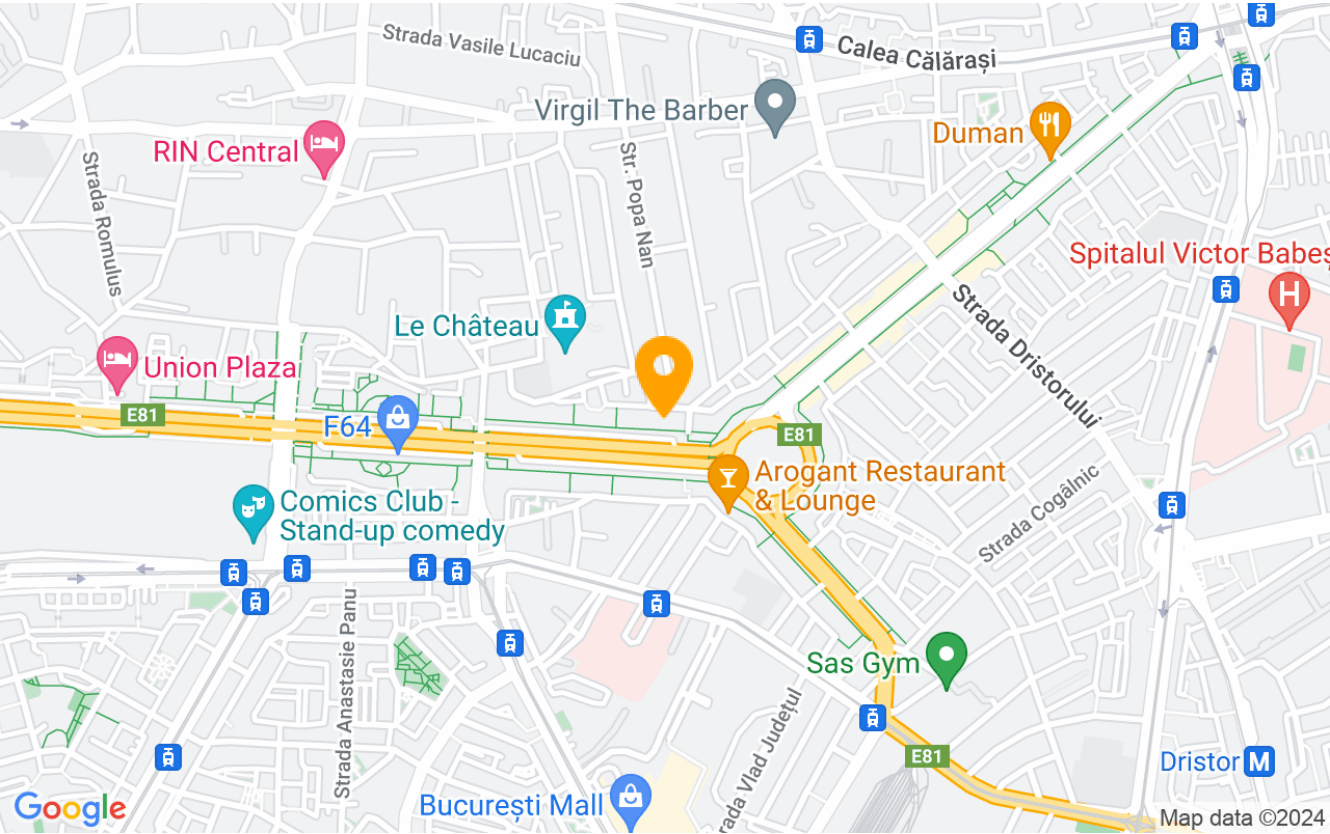 Strada Vasile Lucaciu
Calea Călărași
Virgil The Barber
Duman
RIN Central
Strada Romulus
Str. Popa Nan
Spitalul Victor Babeș
Le Château
Strada Dristorului
Union Plaza
E81
F64
E81
Arogant Restaurant
& Lounge
Strada Cogâlnic
Comics Club -
Stand-up comedy
Strada Anastasie Panu
Sas Gym
rada Vlad Județul
E81
Dristor M
București Mall
Google
Map data ©2024
H